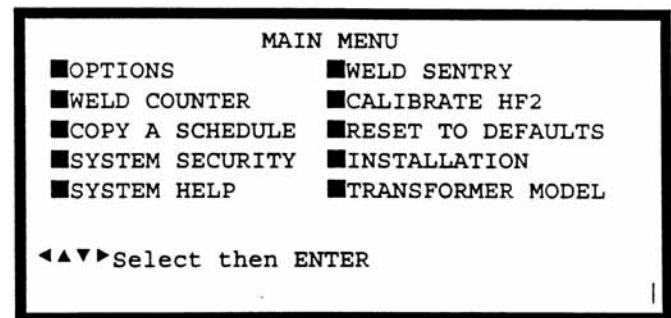 MAIN MENU
■OPTIONS ■WELD SENTRY
■WELD COUNTER ■CALIBRATE HF2
■COPY A SCHEDULE ■RESET TO DEFAULTS
■SYSTEM SECURITY ■INSTALLATION
■SYSTEM HELP ■TRANSFORMER MODEL
◀▲▼▶Select then ENTER